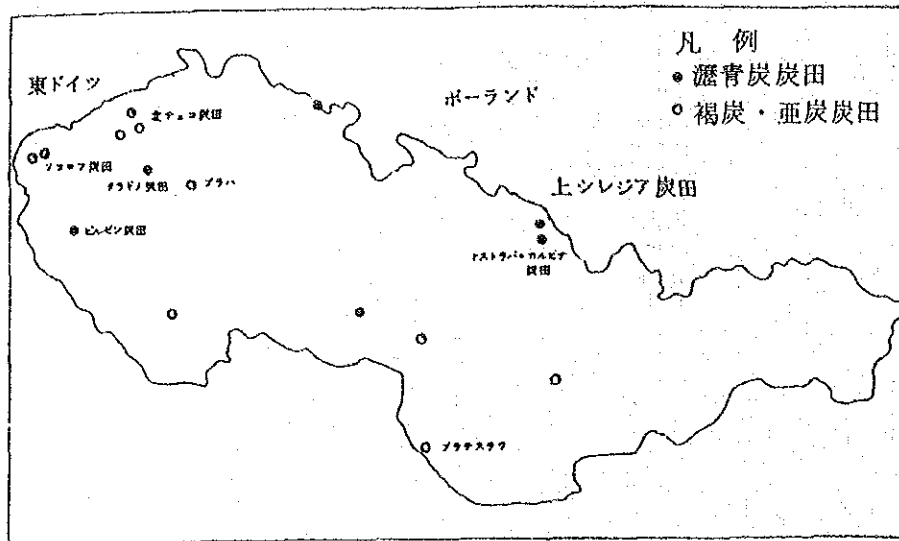 凡 例
瀝青炭炭田
褐炭・亜炭炭田
東ドイツ
ポーランド
北チェコ炭田
ソコロフ炭田
クラドノ炭田
プラハ
ピルゼン炭田
上シレジア炭田
オストラバ・カルビナ
炭田
ブラチスラワ